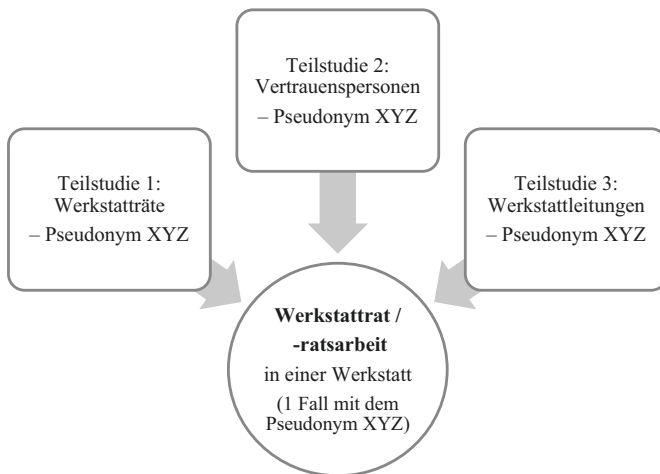 Teilstudie 2:
Vertrauenspersonen
– Pseudonym XYZ
Teilstudie 1:
Werkstatträte
– Pseudonym XYZ
Teilstudie 3:
Werkstattleitungen
– Pseudonym XYZ
Werkstattrat /
-ratsarbeit
in einer Werkstatt
(1 Fall mit dem
Pseudonym XYZ)